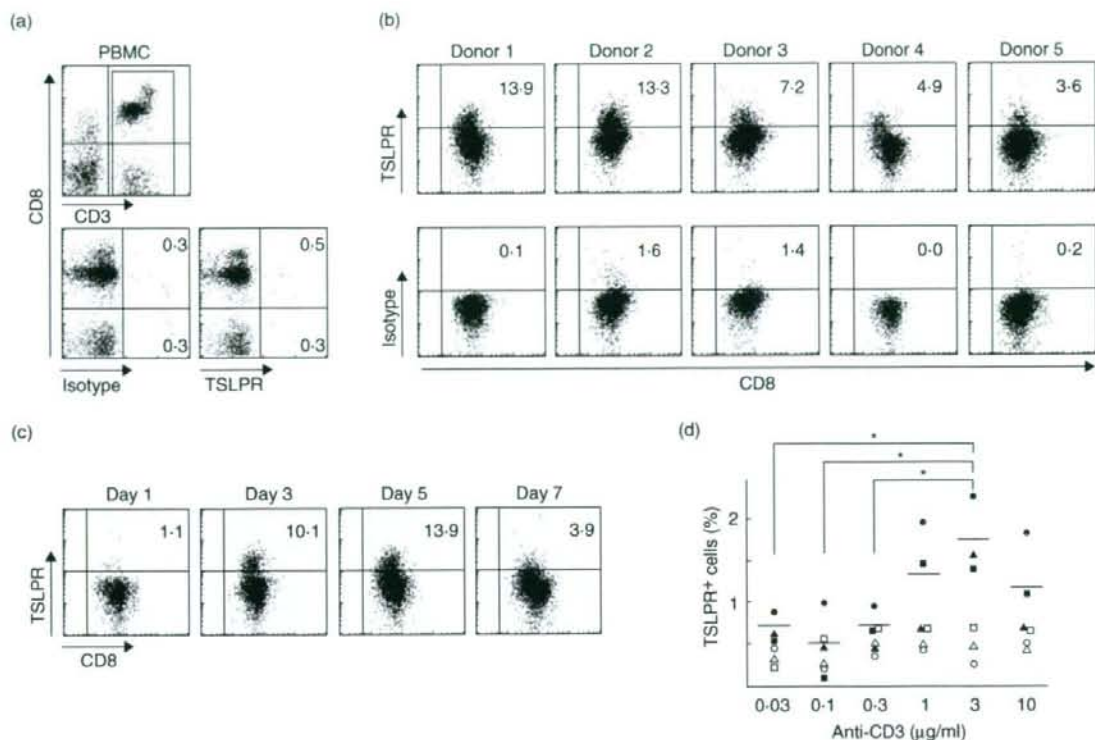 (a)
PBMC
CD8
CD3
0·3
0·3
Isotype
0·5
0·3
TSLPR
(b)
Donor 1 Donor 2 Donor 3 Donor 4 Donor 5
TSLPR
13·9 13·3 7·2 4·9 3·6
Isotype
0·1 1·6 1·4 0·0 0·2
CD8
(c)
Day 1 Day 3 Day 5 Day 7
TSLPR
1·1 10·1 13·9 3·9
CD8
(d)
*
*
*
TSLPR+ cells (%)
2
1
0·03 0·1 0·3 1 3 10
Anti-CD3 (μg/ml)